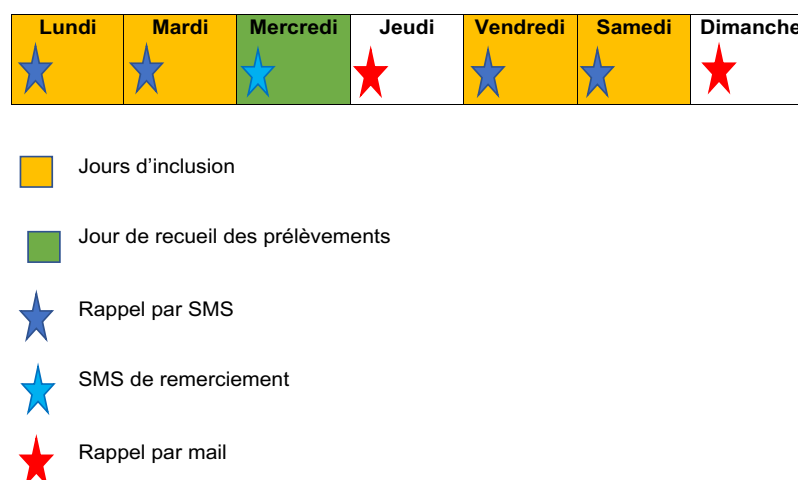 Lundi Mardi Mercredi Jeudi Vendredi Samedi Dimanche
Jours d'inclusion
Jour de recueil des prélèvements
Rappel par SMS
SMS de remerciement
Rappel par mail